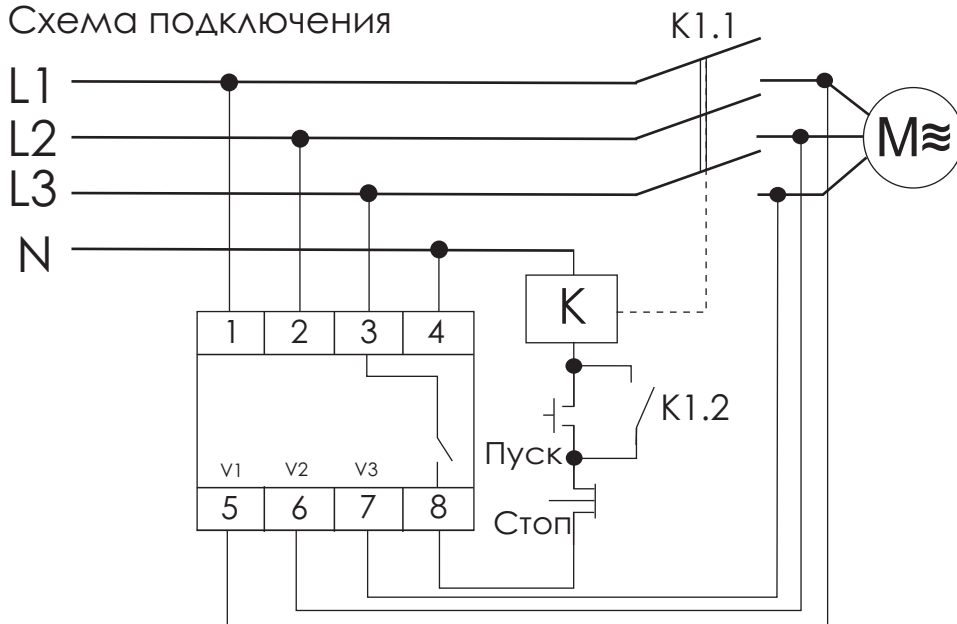 Схема подключения
K1.1
L1
L2
L3
N
M≋
K
1 2 3 4
K1.2
Пуск
V1 V2 V3
5 6 7 8
Стоп